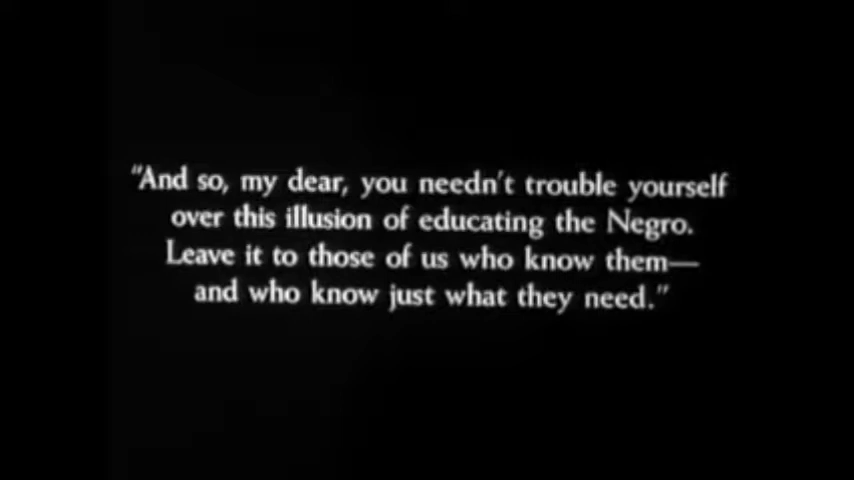 "And so, my dear, you needn't trouble yourself
over this illusion of educating the Negro.
Leave it to those of us who know them—
and who know just what they need."